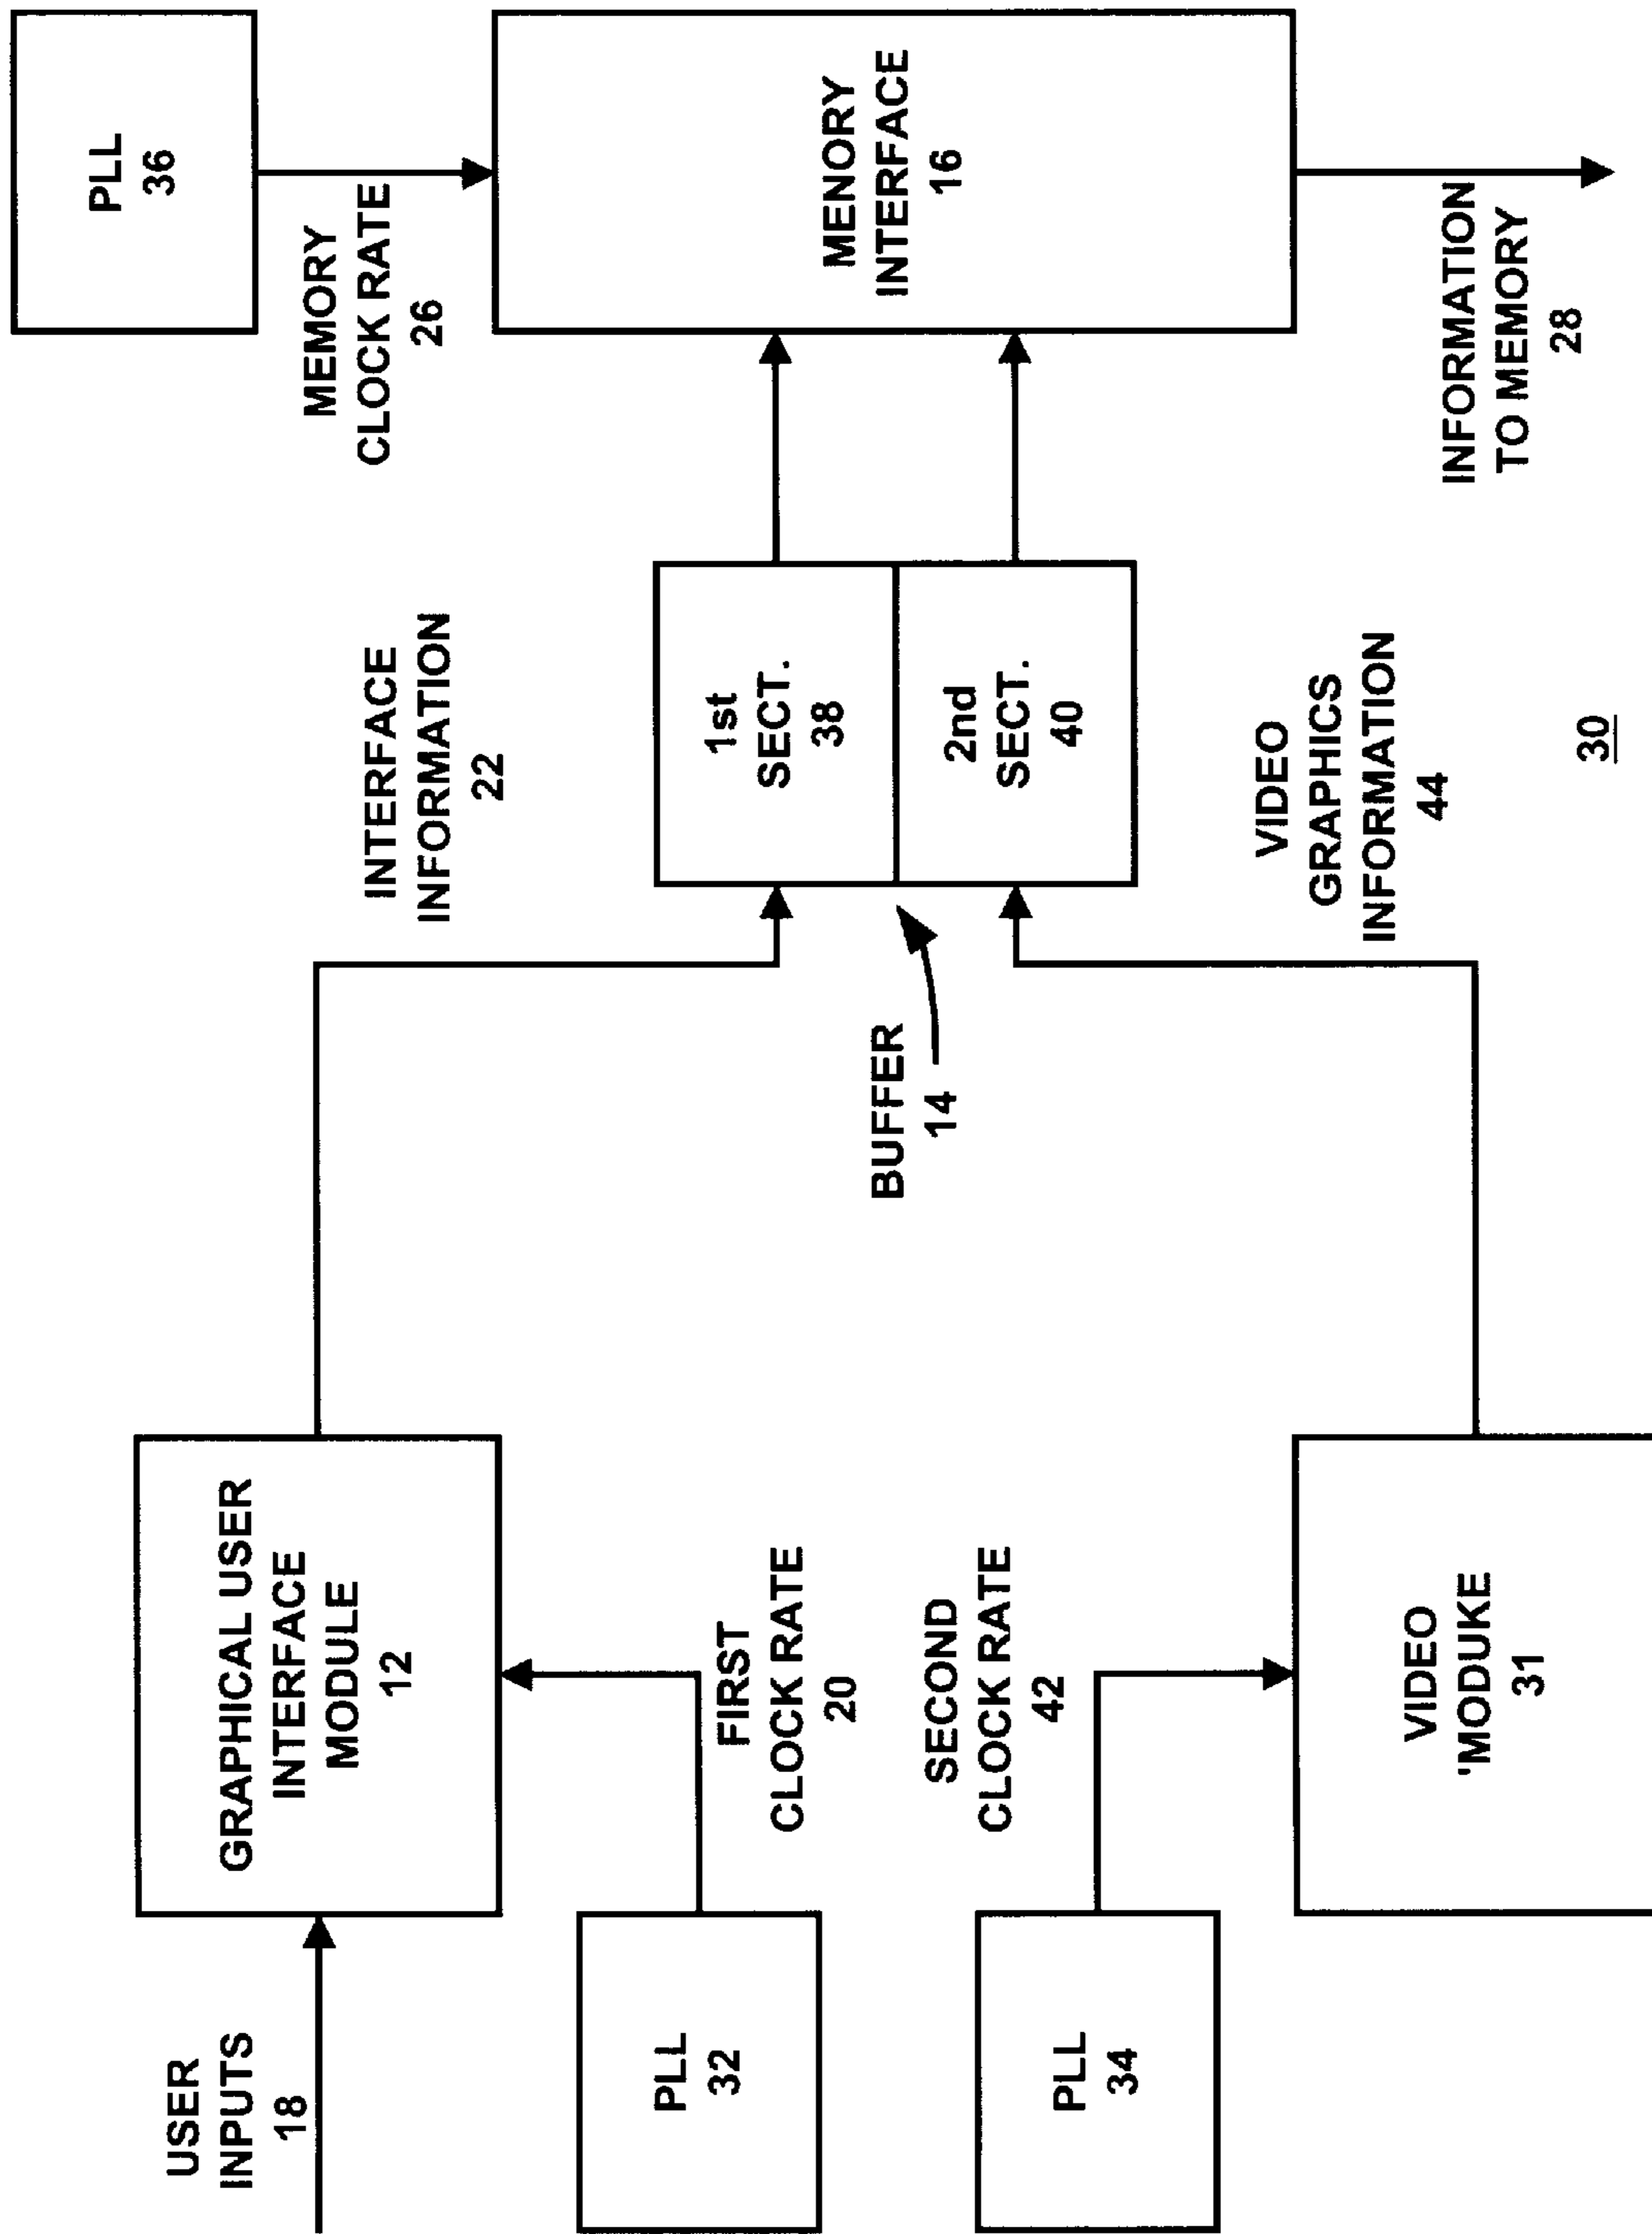 USER
INPUTS
18
GRAPHICAL USER
INTERFACE
MODULE
12
PLL
32
FIRST
CLOCK RATE
20
SECOND
CLOCK RATE
42
PLL
34
VIDEO
'MODUKE
31
INTERFACE
INFORMATION
22
BUFFER
14
1st
SECT.
38
2nd
SECT.
40
VIDEO
GRAPHICS
INFORMATION
44
PLL
36
MEMORY
CLOCK RATE
26
MENORY
INTERFACE
16
INFORMATION
TO MEMORY
28
30